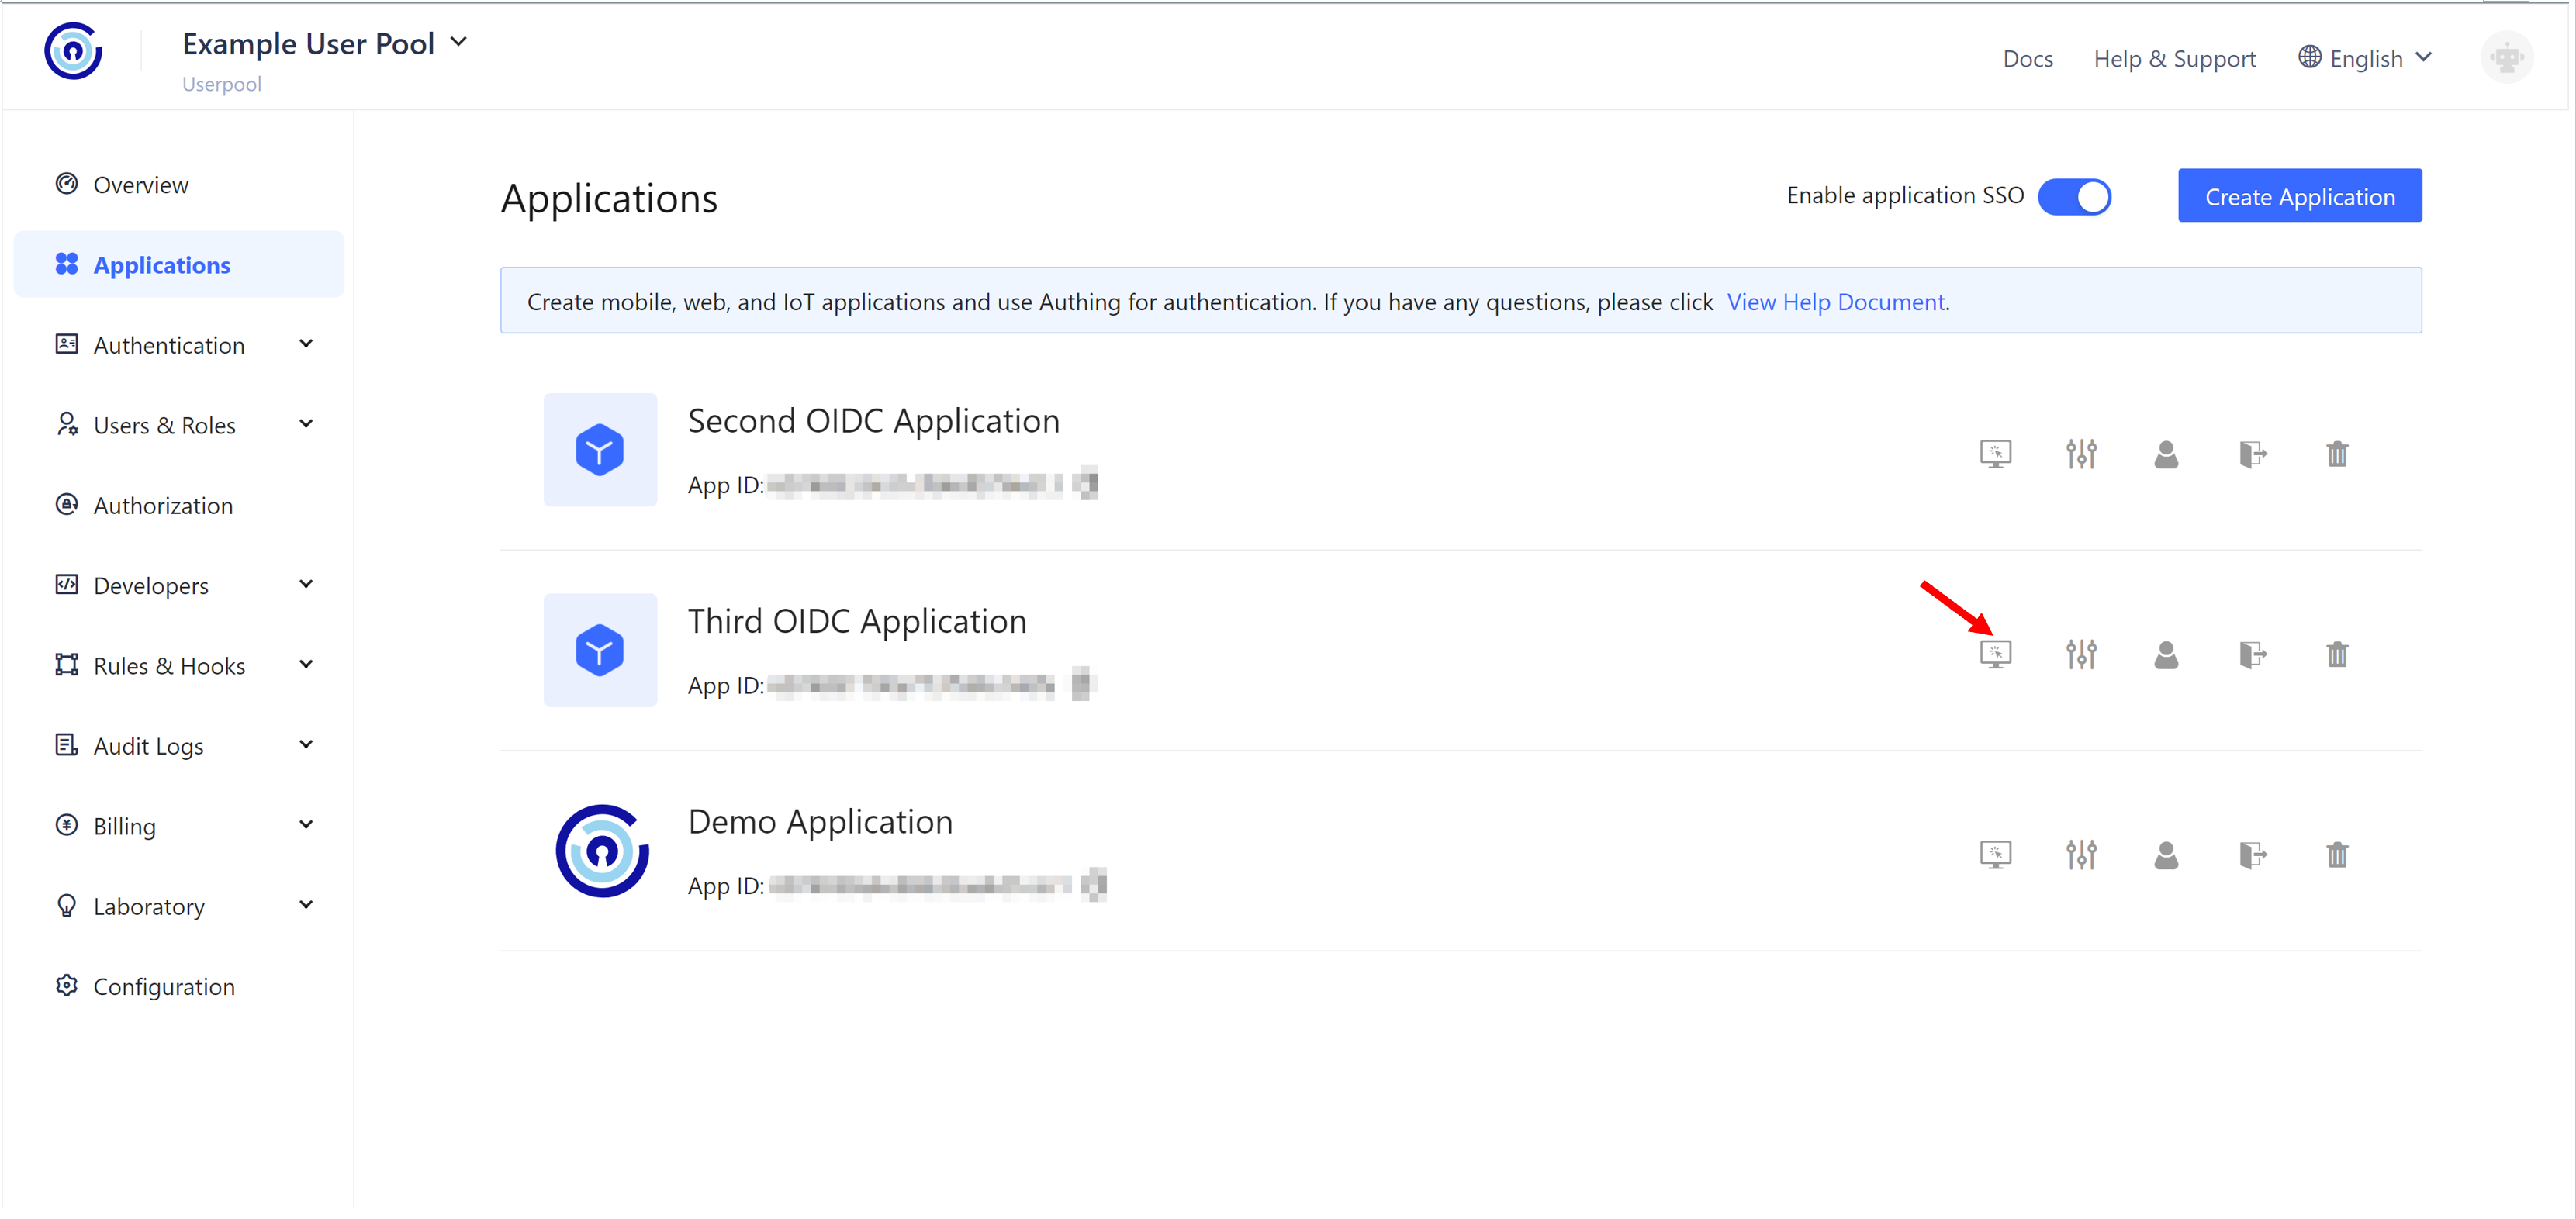 Example User Pool
Userpool
Docs
Help & Support
English
Overview
Applications
Authentication
Users & Roles
Authorization
Developers
Rules & Hooks
Audit Logs
Billing
Laboratory
Configuration
Applications
Enable application SSO
Create Application
Create mobile, web, and IoT applications and use Authing for authentication. If you have any questions, please click View Help Document.
Second OIDC Application
App ID:
Third OIDC Application
App ID:
Demo Application
App ID: